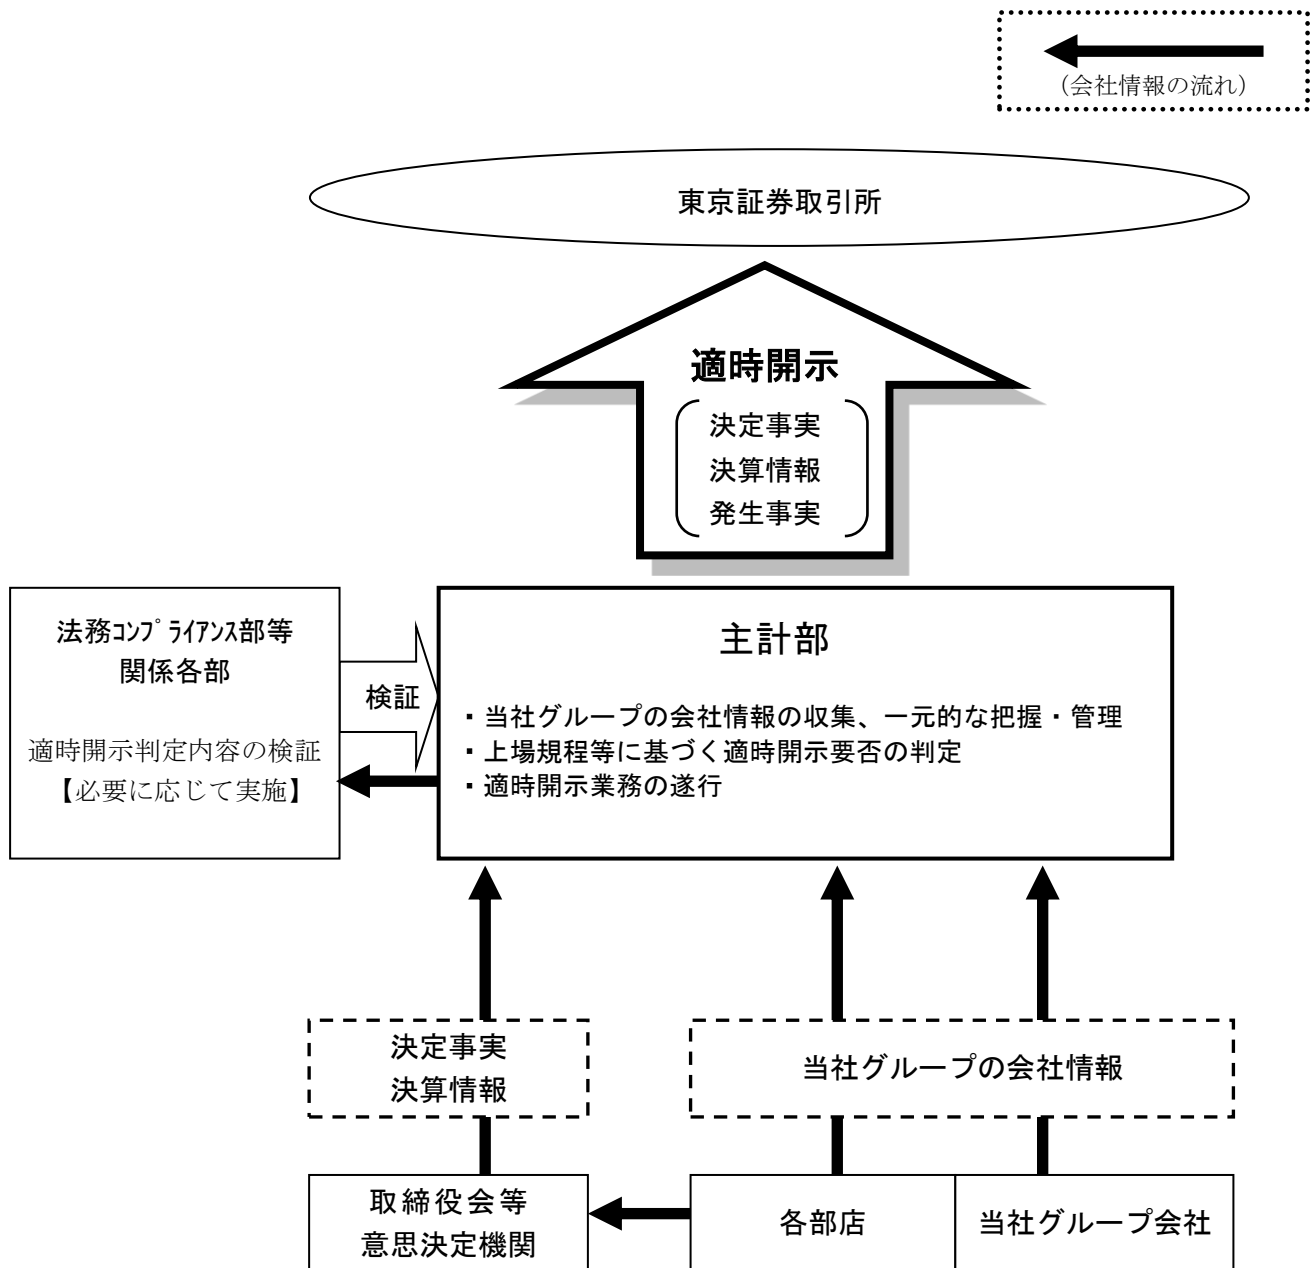 （会社情報の流れ）
東京証券取引所
適時開示
決定事実
決算情報
発生事実
法務ｺﾝﾌﾟﾗｲｱﾝｽ部等
関係各部
適時開示判定内容の検証
【必要に応じて実施】
検証
主計部
・当社グループの会社情報の収集、一元的な把握・管理
・上場規程等に基づく適時開示要否の判定
・適時開示業務の遂行
決定事実
決算情報
当社グループの会社情報
取締役会等
意思決定機関
各部店
当社グループ会社